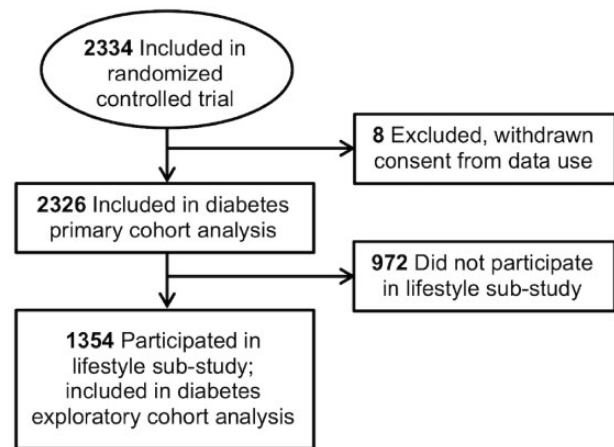 2334 Included in
randomized
controlled trial
8 Excluded, withdrawn
consent from data use
2326 Included in diabetes
primary cohort analysis
972 Did not participate
in lifestyle sub-study
1354 Participated in
lifestyle sub-study;
included in diabetes
exploratory cohort analysis